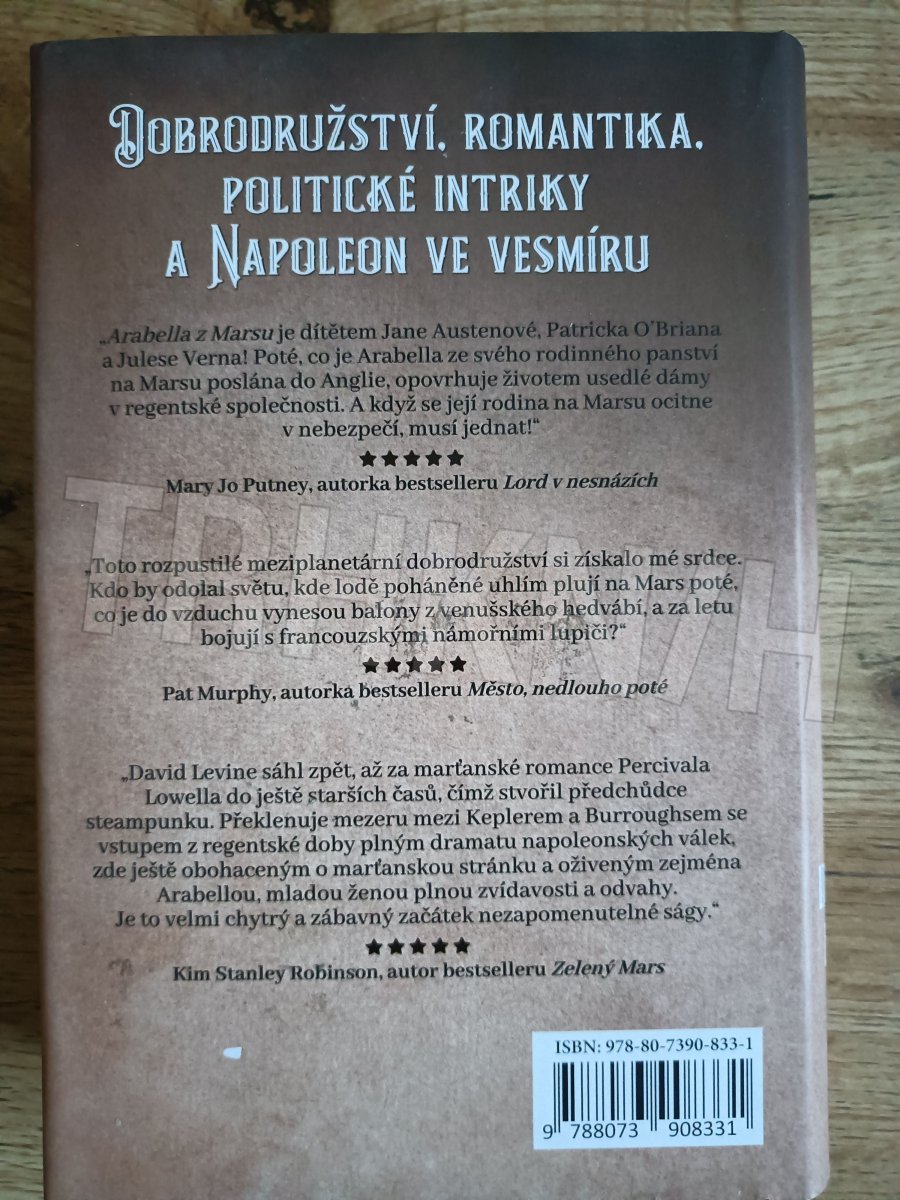 Dobrodružství, romantika,
politické intriky
a Napoleon ve vesmíru
„Arabella z Marsu je dítětem Jane Austenové, Patricka O’Briana
a Julese Verna! Poté, co je Arabella ze svého rodinného panství
na Marsu poslána do Anglie, opovrhuje životem usedlé dámy
v regentské společnosti. A když se její rodina na Marsu ocitne
v nebezpečí, musí jednat!“
Mary Jo Putney, autorka bestselleru Lord v nesnázích
„Toto rozpustilé meziplanetární dobrodružství si získalo mé srdce.
Kdo by odolal světu, kde lodě poháněné uhlím plují na Mars poté,
co je do vzduchu vynesou balony z venušského hedvábí, a za letu
bojují s francouzskými námořními lupiči?“
Pat Murphy, autorka bestselleru Město, nedlouho poté
„David Levine sáhl zpět, až za marťanské romance Percivala
Lowella do ještě starších časů, čímž stvořil předchůdce
steampunku. Překlenuje mezeru mezi Keplerem a Burroughsem se
vstupem z regentské doby plným dramatu napoleonských válek,
zde ještě obohaceným o marťanskou stránku a oživeným zejména
Arabellou, mladou ženou plnou zvídavosti a odvahy.
Je to velmi chytrý a zábavný začátek nezapomenutelné ságy.“
Kim Stanley Robinson, autor bestselleru Zelený Mars
ISBN: 978-80-7390-833-1
9 788073 908331